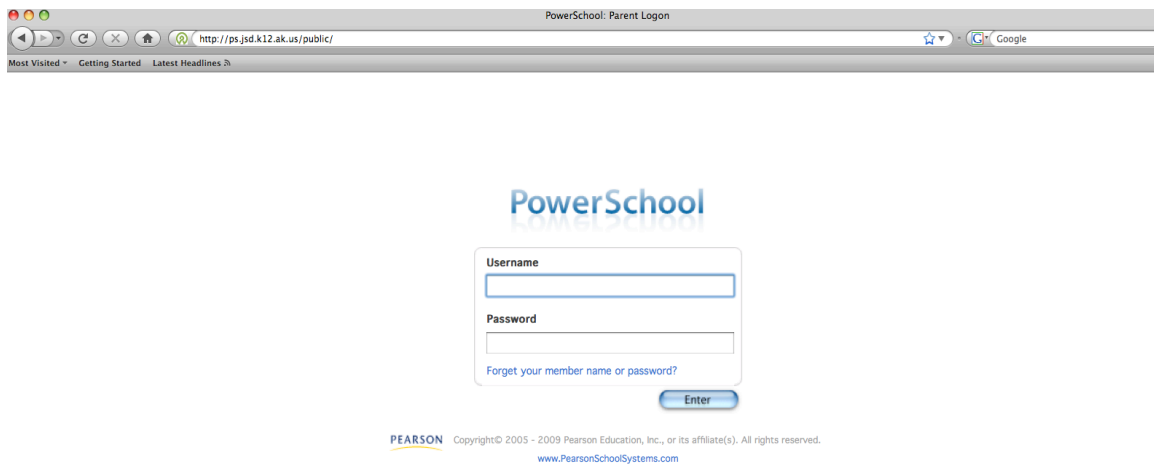 PowerSchool: Parent Logon
http://ps.jsd.k12.ak.us/public/
Google
Most Visited Getting Started Latest Headlines
PowerSchool
Username
Password
Forget your member name or password?
Enter
PEARSON Copyright© 2005 - 2009 Pearson Education, Inc., or its affiliate(s). All rights reserved.
www.PearsonSchoolSystems.com